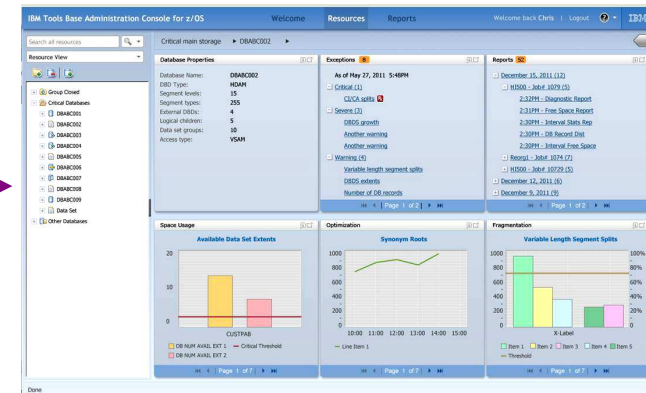 IBM Tools Base Administration Console for z/OS
Welcome
Resources
Reports
Welcome back Chris | Logout
IBM
Search all resources
Resource View
Group Closed
Critical Databases
DBABC001
DBABC002
DBABC003
DBABC004
DBABC005
DBABC006
DBABC007
DBABC008
DBABC009
Data Set
Other Databases
Critical main storage
DBABC002
Database Properties
Database Name: DBABC002
DBD Type: HDAM
Segment levels: 15
Segment types: 255
External DBDs: 4
Logical children: 5
Data set groups: 10
Access type: VSAM
Exceptions 8
As of May 27, 2011 5:48PM
Critical (1)
CI/CA splits
Severe (3)
DBDS growth
Another warning
Another warning
Warning (4)
Variable length segment splits
DBDS extents
Number of DB records
Page 1 of 2
Reports 52
December 15, 2011 (12)
HI500 - Job# 1079 (5)
2:32PM - Diagnostic Report
2:31PM - Free Space Report
2:30PM - Interval Stats Rep
2:30PM - DB Record Dist
2:30PM - Interval Free Space
Reorg1 - Job# 1074 (7)
HI500 - Job# 10729 (5)
December 12, 2011 (6)
December 9, 2011 (9)
Page 1 of 2
Space Usage
Available Data Set Extents
20
10
0
CUSTPAB
DB NUM AVAIL EXT 1
Critical Threshold
DB NUM AVAIL EXT 2
Page 1 of 7
Optimization
Synonym Roots
1000
800
600
400
200
0
10:00 11:00 12:00 13:00 14:00 15:00
Line Item 1
Page 1 of 7
Fragmentation
Variable Length Segment Splits
1000
800
600
400
200
0
100%
80%
60%
40%
20%
0
X-Label
Item 1 Item 2 Item 3 Item 4 Item 5
Threshold
Page 1 of 7
Done